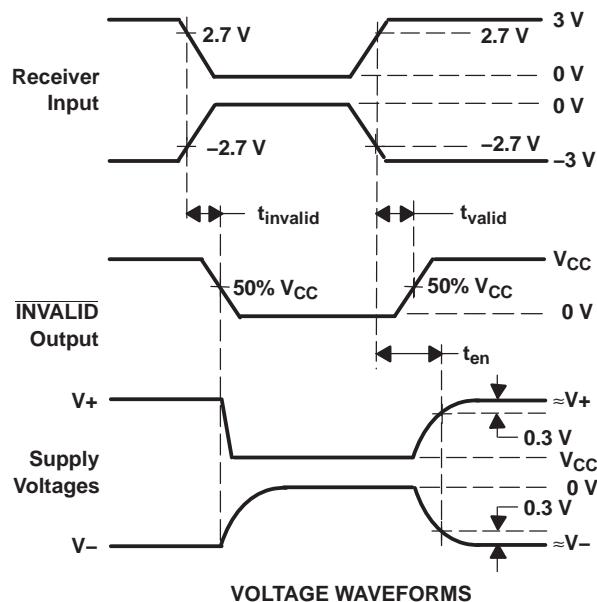 3 V
2.7 V
2.7 V
Receiver
Input
0 V
0 V
−2.7 V
−2.7 V
−3 V
tinvalid
tvalid
VCC
50% VCC
50% VCC
INVALID
Output
0 V
ten
V+
≈V+
0.3 V
Supply
Voltages
VCC
0 V
0.3 V
V−
≈V−
VOLTAGE WAVEFORMS